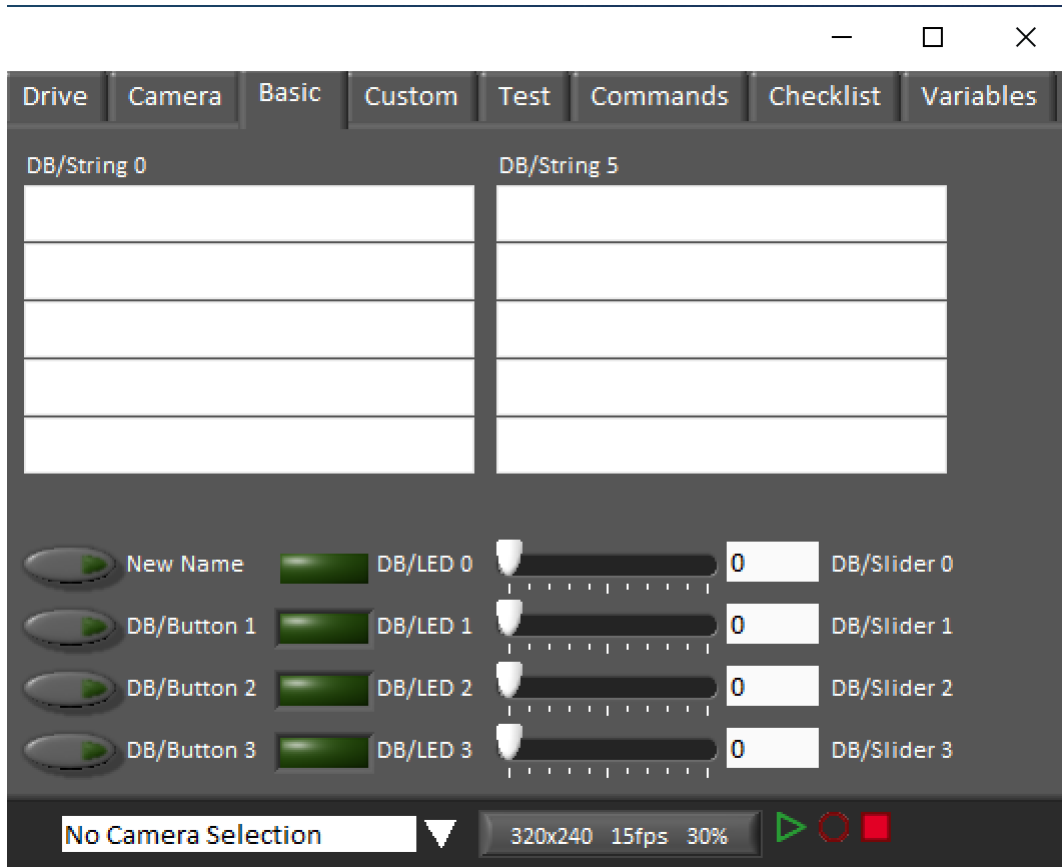 Drive Camera Basic Custom Test Commands Checklist Variables
DB/String 0 DB/String 5
New Name DB/LED 0 0 DB/Slider 0
DB/Button 1 DB/LED 1 0 DB/Slider 1
DB/Button 2 DB/LED 2 0 DB/Slider 2
DB/Button 3 DB/LED 3 0 DB/Slider 3
No Camera Selection 320x240 15fps 30%